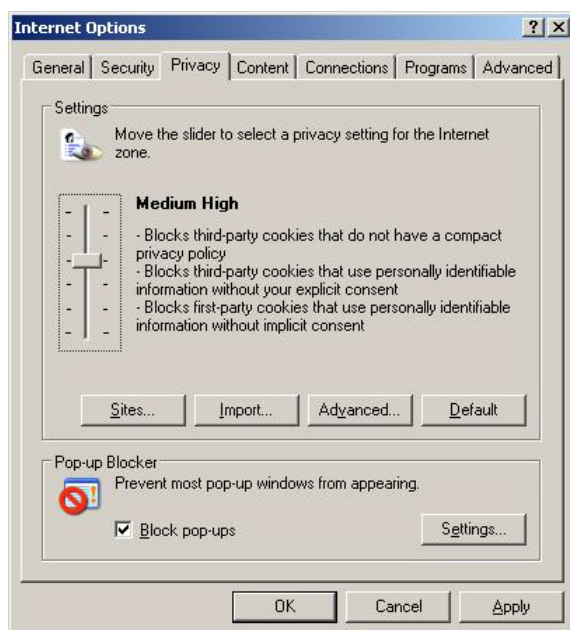 Internet Options
General Security Privacy Content Connections Programs Advanced
Settings
Move the slider to select a privacy setting for the Internet
zone.
Medium High
- Blocks third-party cookies that do not have a compact
privacy policy
- Blocks third-party cookies that use personally identifiable
information without your explicit consent
- Blocks first-party cookies that use personally identifiable
information without implicit consent
Sites... Import... Advanced... Default
Pop-up Blocker
Prevent most pop-up windows from appearing.
Block pop-ups Settings...
OK Cancel Apply